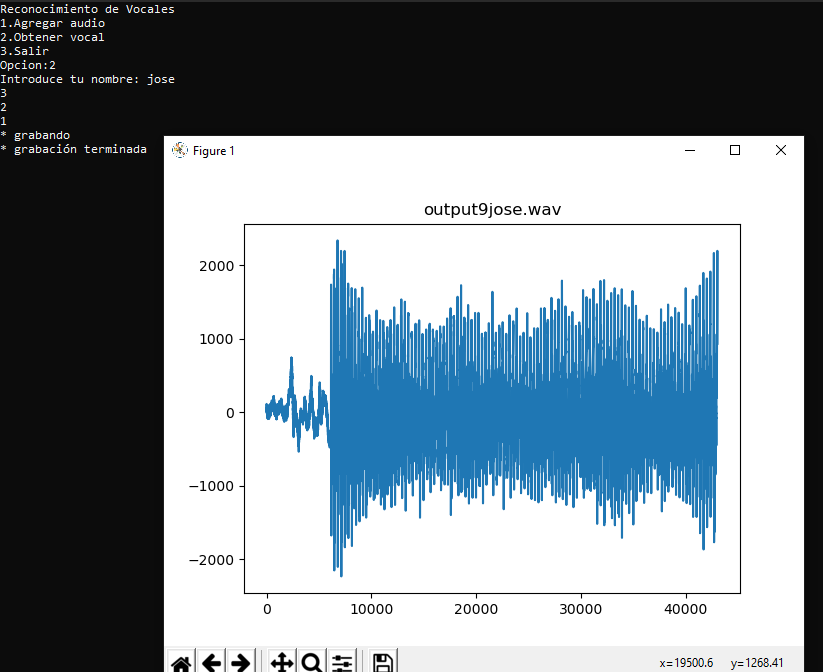 Reconocimiento de Vocales
1.Agregar audio
2.Obtener vocal
3.Salir
Opcion:2
Introduce tu nombre: jose
3
2
1
* grabando
* grabación terminada
Figure 1
output9jose.wav
2000
1000
0
−1000
−2000
0 10000 20000 30000 40000
x=19500.6 y=1268.41